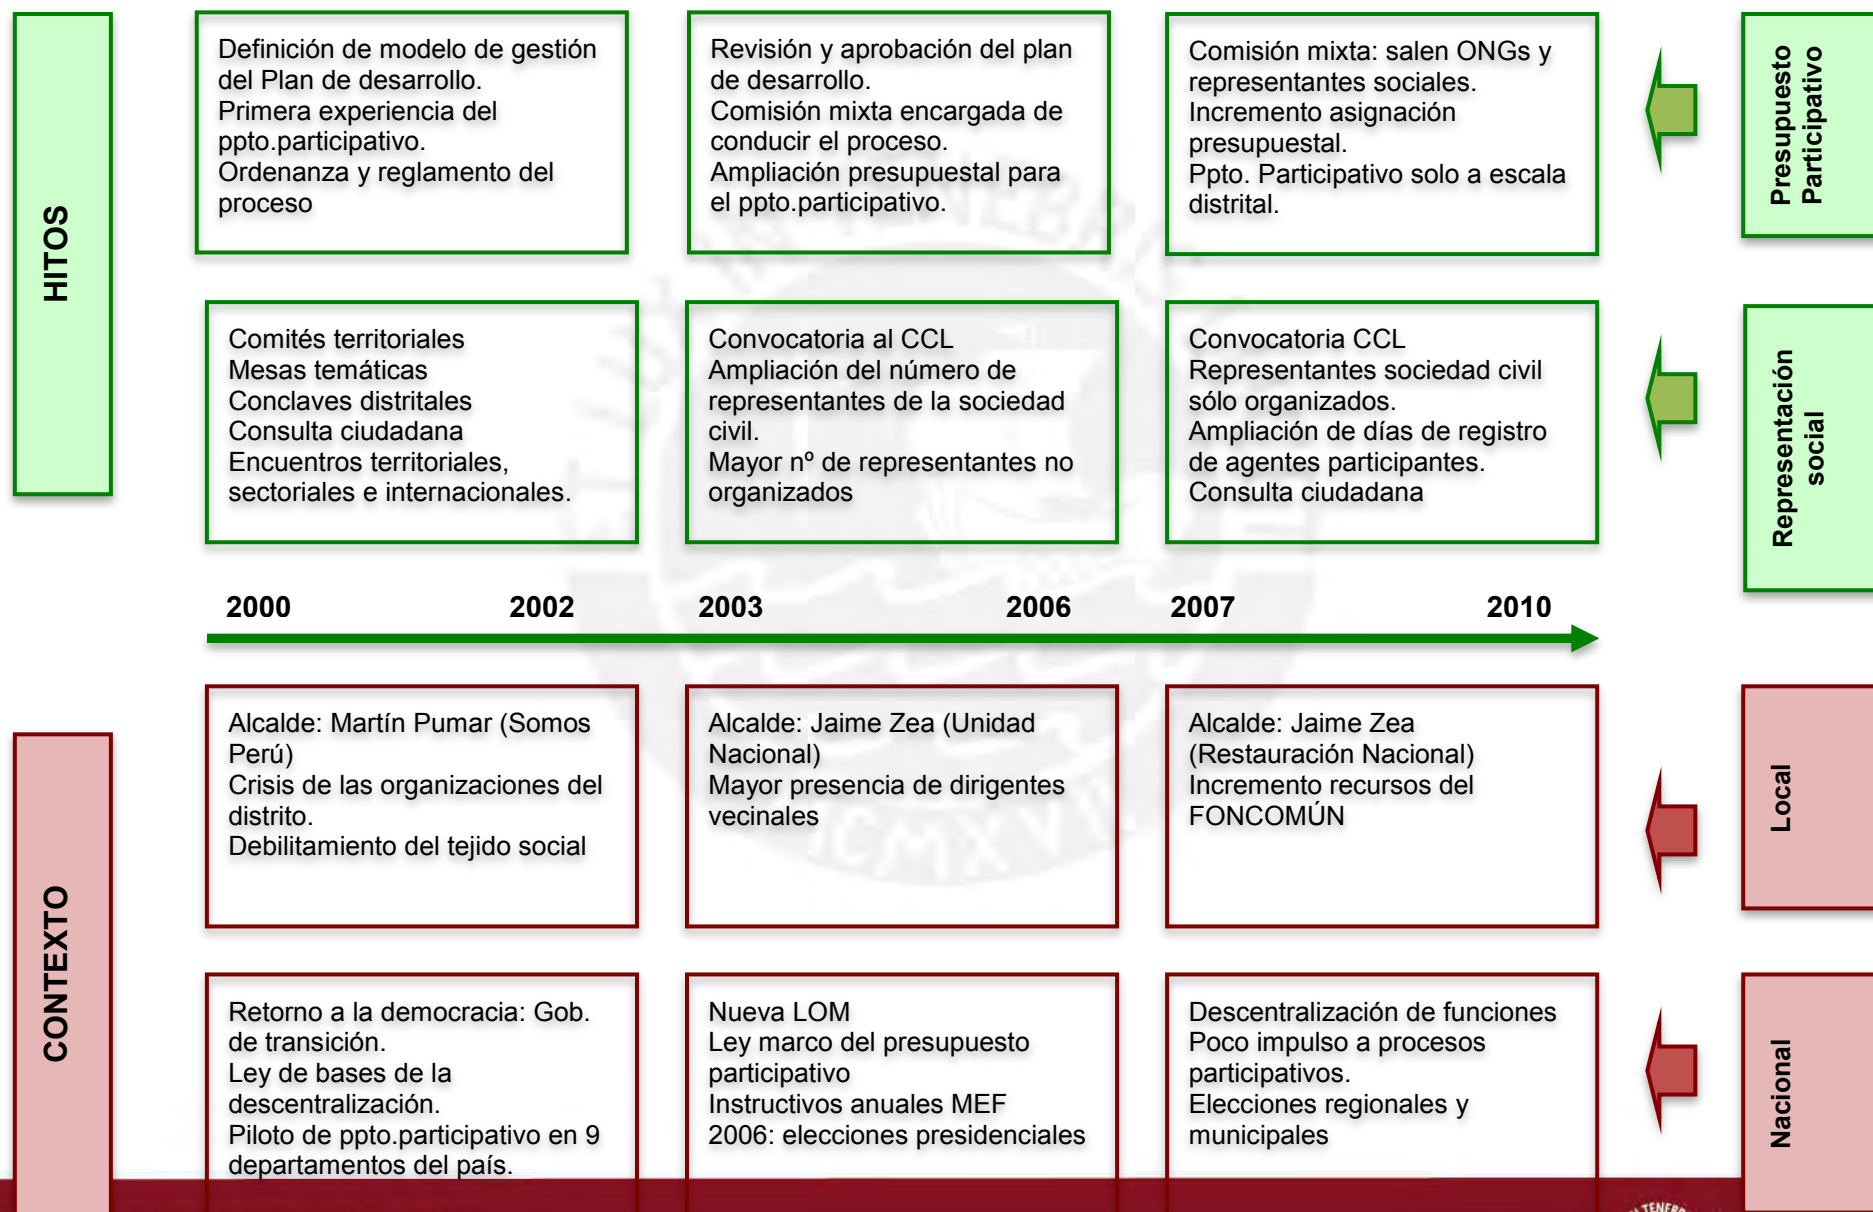 HITOS
Definición de modelo de gestión
del Plan de desarrollo.
Primera experiencia del
ppto.participativo.
Ordenanza y reglamento del
proceso
Revisión y aprobación del plan
de desarrollo.
Comisión mixta encargada de
conducir el proceso.
Ampliación presupuestal para
el ppto.participativo.
Comisión mixta: salen ONGs y
representantes sociales.
Incremento asignación
presupuestal.
Ppto. Participativo solo a escala
distrital.
Presupuesto
Participativo
Comités territoriales
Mesas temáticas
Conclaves distritales
Consulta ciudadana
Encuentros territoriales,
sectoriales e internacionales.
Convocatoria al CCL
Ampliación del número de
representantes de la sociedad
civil.
Mayor nº de representantes no
organizados
Convocatoria CCL
Representantes sociedad civil
sólo organizados.
Ampliación de días de registro
de agentes participantes.
Consulta ciudadana
Representación
social
2000 2002 2003 2006 2007 2010
CONTEXTO
Alcalde: Martín Pumar (Somos
Perú)
Crisis de las organizaciones del
distrito.
Debilitamiento del tejido social
Alcalde: Jaime Zea (Unidad
Nacional)
Mayor presencia de dirigentes
vecinales
Alcalde: Jaime Zea
(Restauración Nacional)
Incremento recursos del
FONCOMÚN
Local
Retorno a la democracia: Gob.
de transición.
Ley de bases de la
descentralización.
Piloto de ppto.participativo en 9
departamentos del país.
Nueva LOM
Ley marco del presupuesto
participativo
Instructivos anuales MEF
2006: elecciones presidenciales
Descentralización de funciones
Poco impulso a procesos
participativos.
Elecciones regionales y
municipales
Nacional